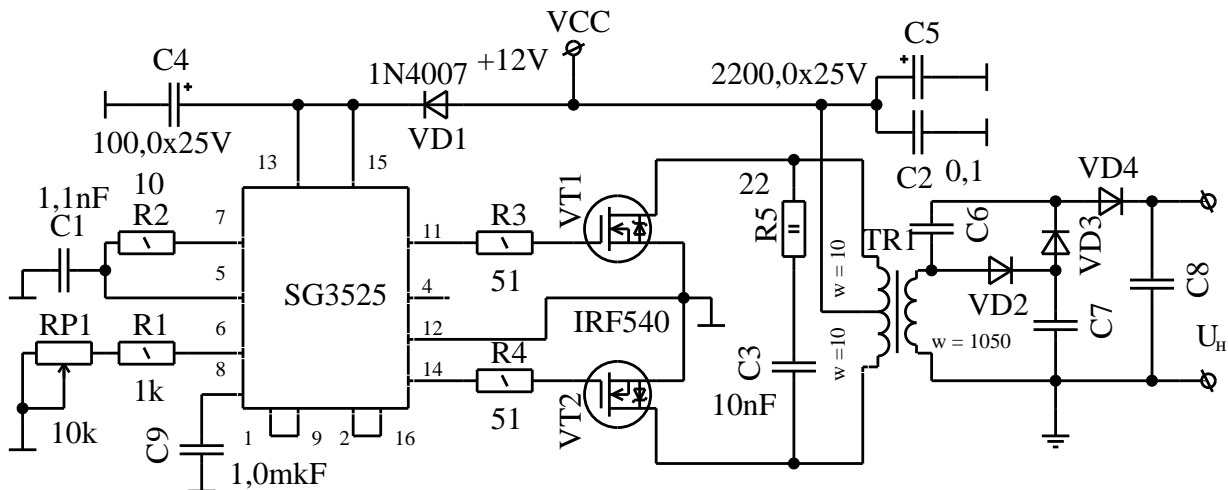 VCC
C5
C4
+12V
1N4007
2200,0x25V
VD1
100,0x25V
13
15
C2
0,1
VD4
10
1,1nF
C1
R2
7
VT1
22
R3
11
R5
TR1
C6
VD3
w = 10
5
51
SG3525
4
VD2
C7
C8
RP1
R1
6
12
IRF540
w = 1050
Uн
8
R4
14
w =10
C3
1k
10k
51
VT2
10nF
C9
1
9
2
16
1,0mkF